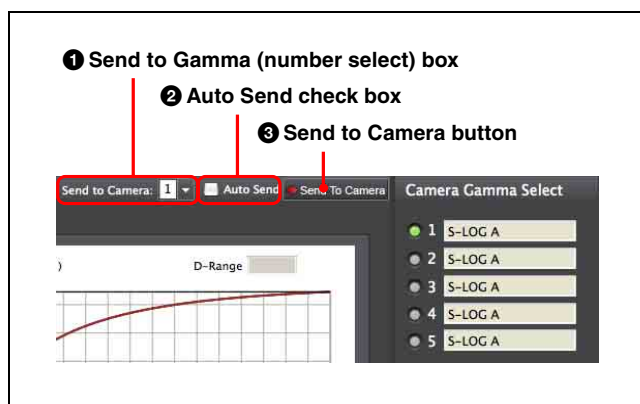 ❶ Send to Gamma (number select) box
❷ Auto Send check box
❸ Send to Camera button
Send to Camera: 1 Auto Send Send To Camera Camera Gamma Select
1 S-LOG A
) D-Range 2 S-LOG A
3 S-LOG A
4 S-LOG A
5 S-LOG A